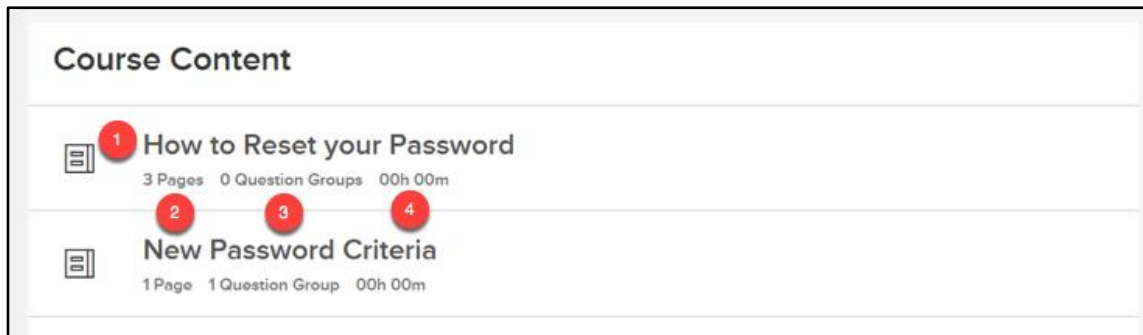 Course Content
1 How to Reset your Password
3 Pages 0 Question Groups 00h 00m
2 3 4
New Password Criteria
1 Page 1 Question Group 00h 00m